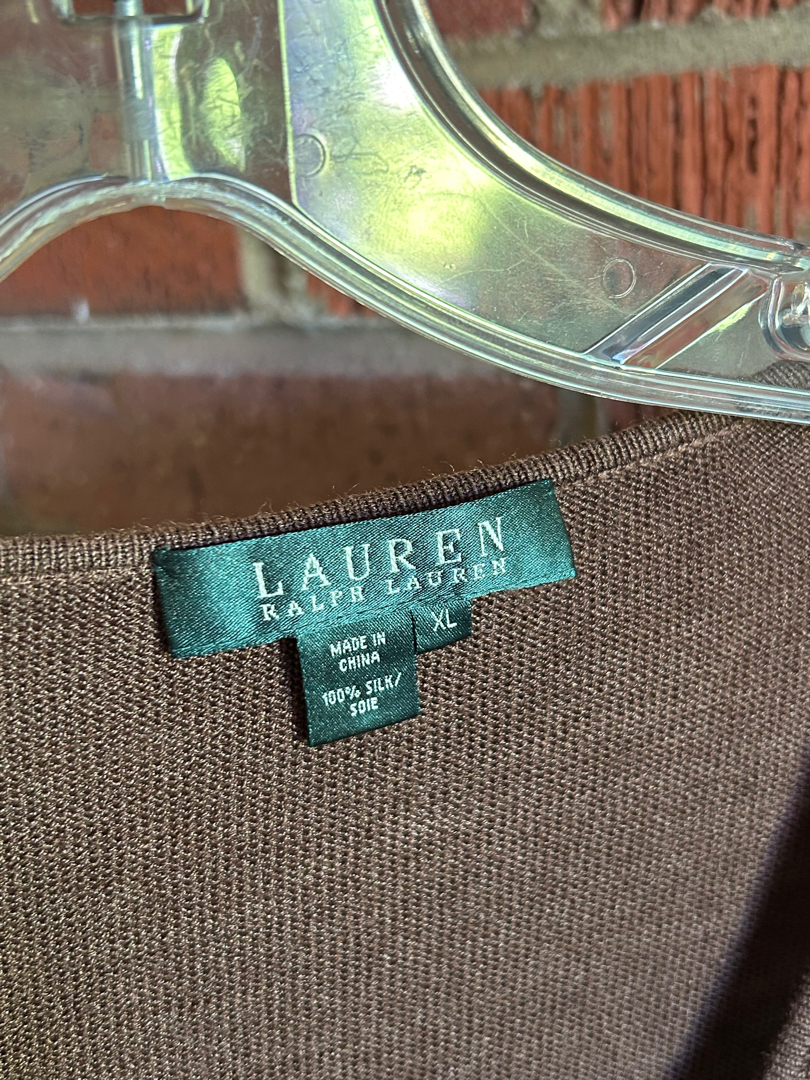 LAUREN
RALPH LAUREN
XL
MADE IN
CHINA
100% SILK/
SOIE